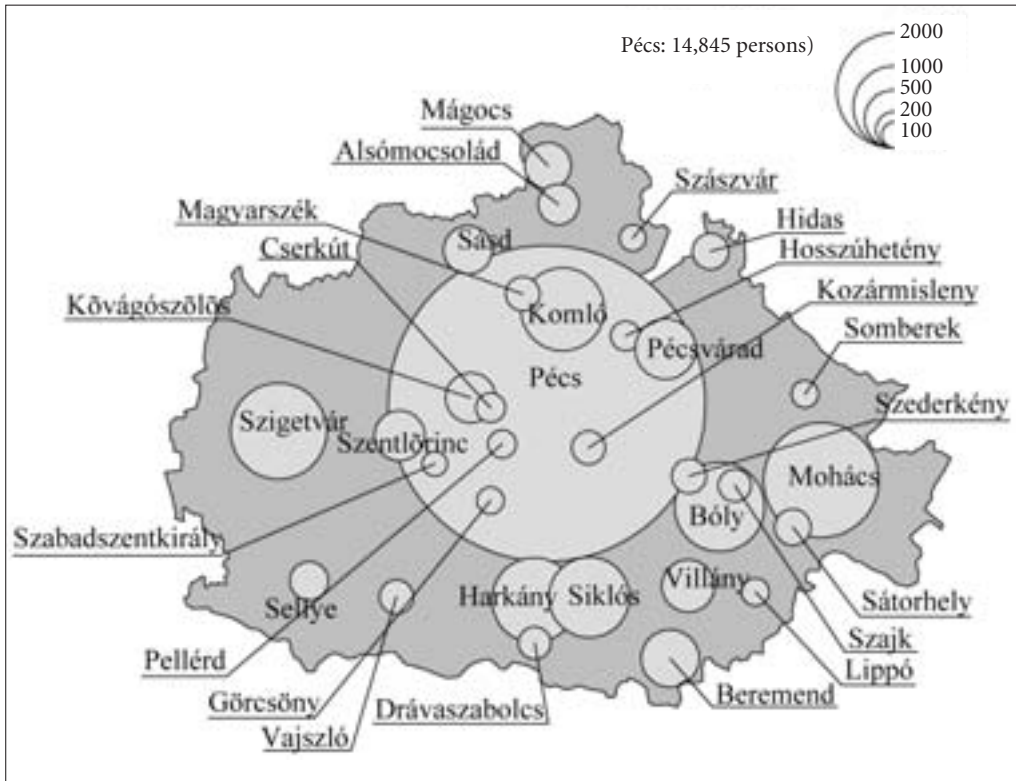 Pécs: 14,845 persons)
2000
1000
500
200
100
Mágocs
Alsómocsolád
Szászvár
Magyarszék
Hidas
Sásd
Cserkút
Hosszúhetény
Kõvágószõlõs
Kozármisleny
Komló
Pécsvárad
Somberek
Pécs
Szederkény
Szigetvár
Szentlõrinc
Mohács
Bóly
Szabadszentkirály
Harkány
Siklós
Villány
Sellye
Sátorhely
Szajk
Pellérd
Lippó
Görcsöny
Drávaszabolcs
Beremend
Vajszló